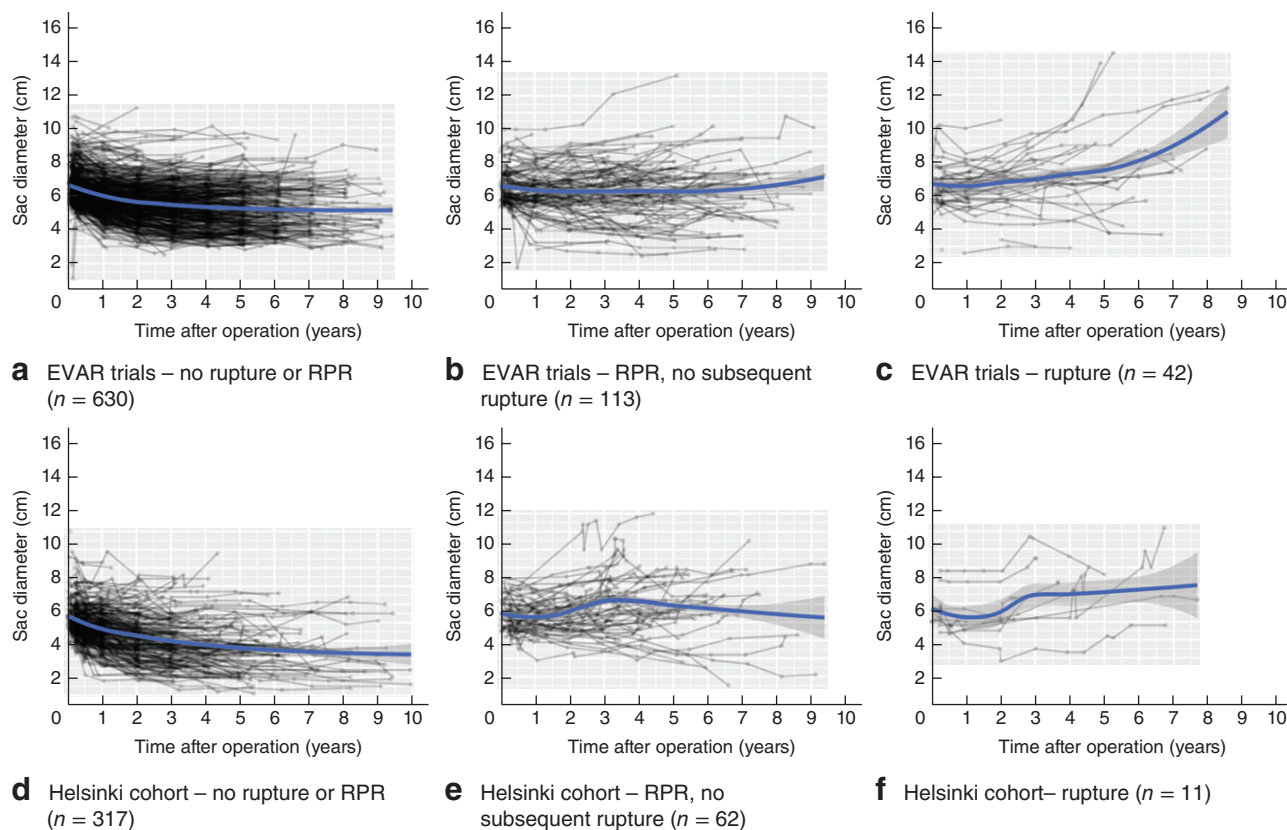 16
14
12
10
8
6
4
2
0
Sac diameter (cm)
1 2 3 4 5 6 7 8 9 10
Time after operation (years)
a EVAR trials – no rupture or RPR
(n = 630)
16
14
12
10
8
6
4
2
0
Sac diameter (cm)
1 2 3 4 5 6 7 8 9 10
Time after operation (years)
b EVAR trials – RPR, no subsequent
rupture (n = 113)
16
14
12
10
8
6
4
2
0
Sac diameter (cm)
1 2 3 4 5 6 7 8 9 10
Time after operation (years)
c EVAR trials – rupture (n = 42)
16
14
12
10
8
6
4
2
0
Sac diameter (cm)
1 2 3 4 5 6 7 8 9 10
Time after operation (years)
d Helsinki cohort – no rupture or RPR
(n = 317)
16
14
12
10
8
6
4
2
0
Sac diameter (cm)
1 2 3 4 5 6 7 8 9 10
Time after operation (years)
e Helsinki cohort – RPR, no
subsequent rupture (n = 62)
16
14
12
10
8
6
4
2
0
Sac diameter (cm)
1 2 3 4 5 6 7 8 9 10
Time after operation (years)
f Helsinki cohort– rupture (n = 11)